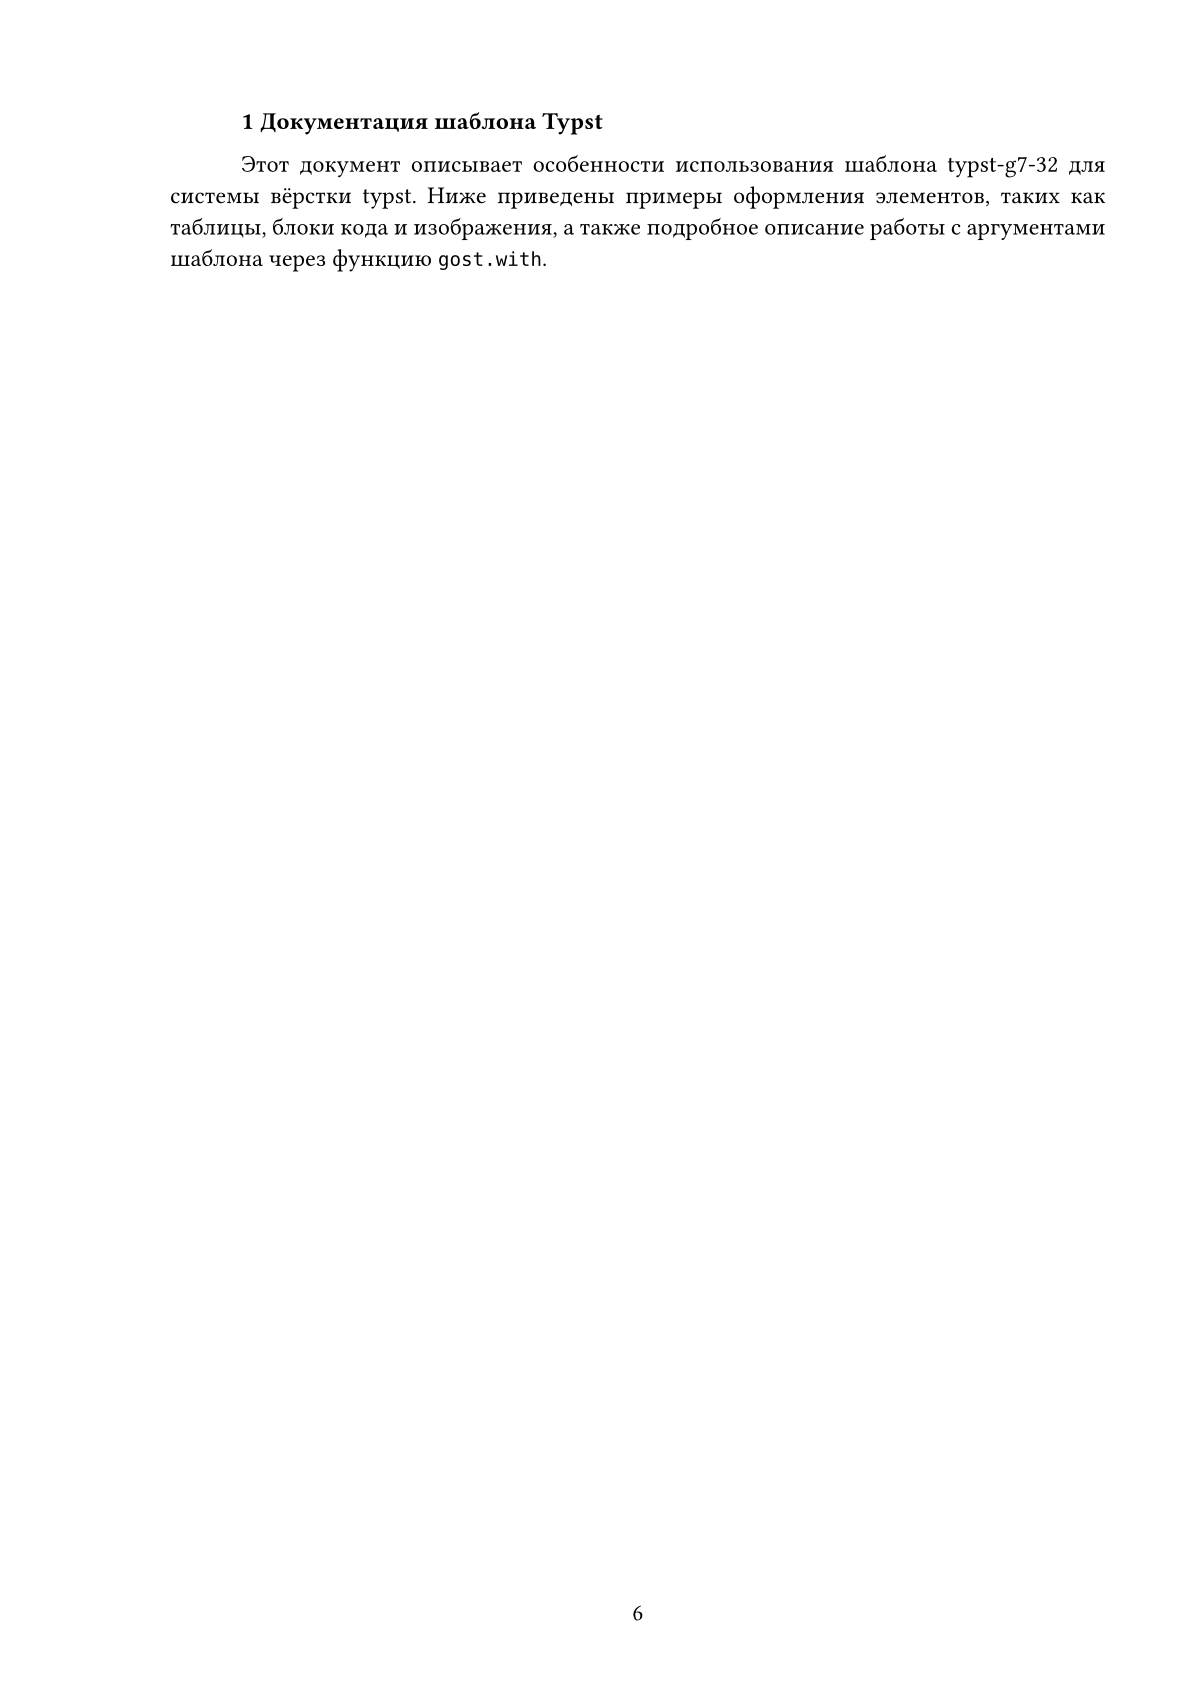 1 Документация шаблона Typst
Этот документ описывает особенности использования шаблона typst-g7-32 для
системы вёрстки typst. Ниже приведены примеры оформления элементов, таких как
таблицы, блоки кода и изображения, а также подробное описание работы с аргументами
шаблона через функцию gost.with.
6